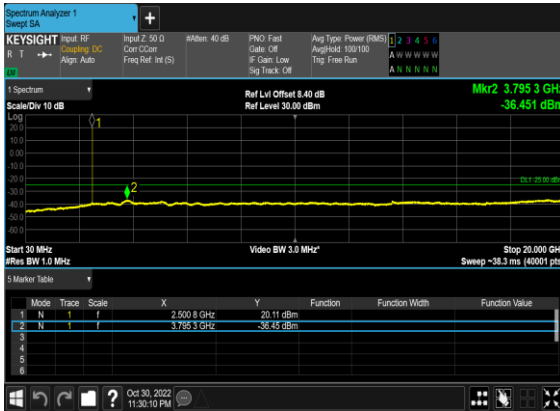 Spectrum Analyzer 1
Swept SA
KEYSIGHT Input: RF Input Z: 50 Ω #Atten: 40 dB PNO: Fast Avg Type: Power (RMS) 1 2 3 4 5 6
R T Coupling: DC Corr CCorr Gate: Off Avg|Hold: 100/100 A W W W W W
Align: Auto Freq Ref: Int (S) IF Gain: Low Trig: Free Run
Sig Track: Off A N N N N N
1 Spectrum
Scale/Div 10 dB
Ref Lvl Offset 8.40 dB
Ref Level 30.00 dBm
Mkr2 3.795 3 GHz
-36.451 dBm
Log
20.0
10.0
0.00
-10.0
-20.0
-30.0
-40.0
-50.0
-60.0
1
2
DL1 -25.00 dBm
Start 30 MHz Video BW 3.0 MHz* Stop 20.000 GHz
#Res BW 1.0 MHz Sweep ~38.3 ms (40001 pts)
5 Marker Table
Mode Trace Scale X Y Function Function Width Function Value
1 N 1 f 2.500 8 GHz 20.11 dBm
2 N 1 f 3.795 3 GHz -36.45 dBm
3
4
5
6
Oct 30, 2022
11:30:10 PM